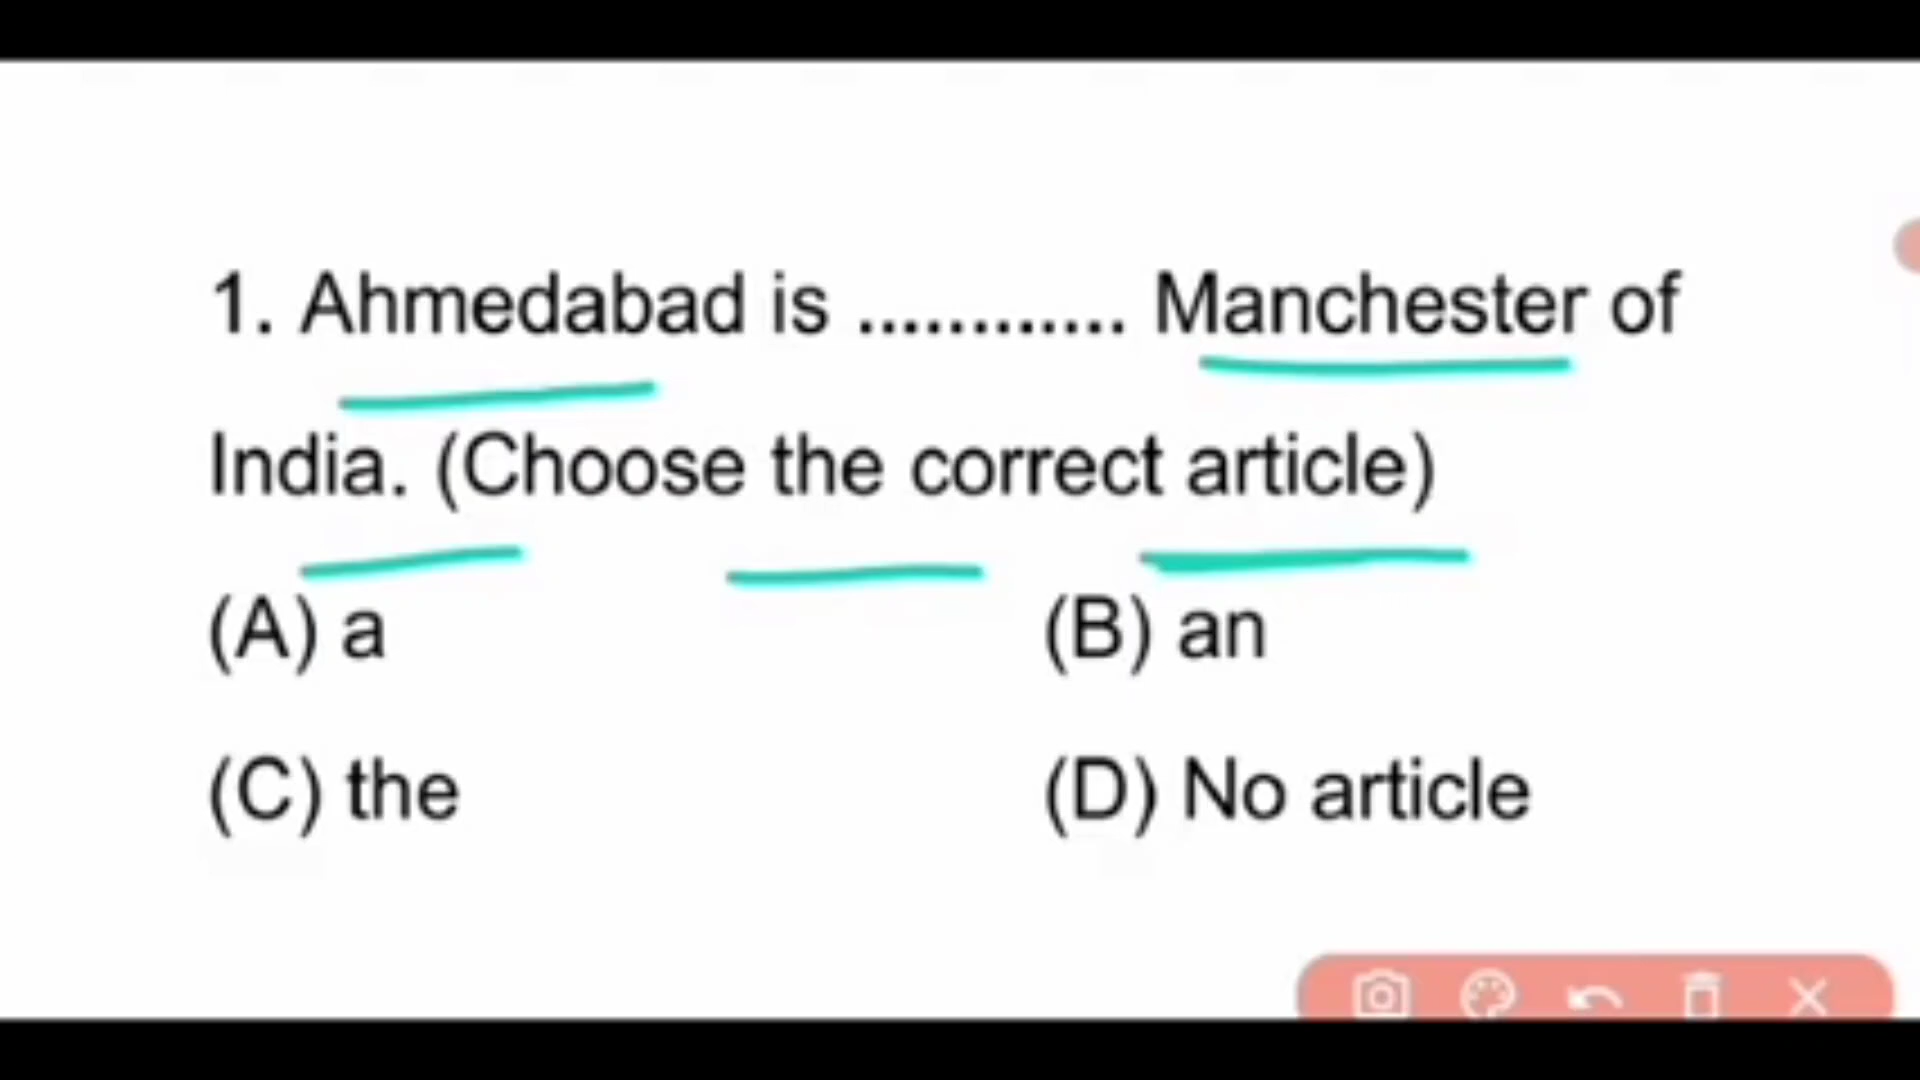 1. Ahmedabad is ............ Manchester of
India. (Choose the correct article)
(A) a (B) an
(C) the (D) No article